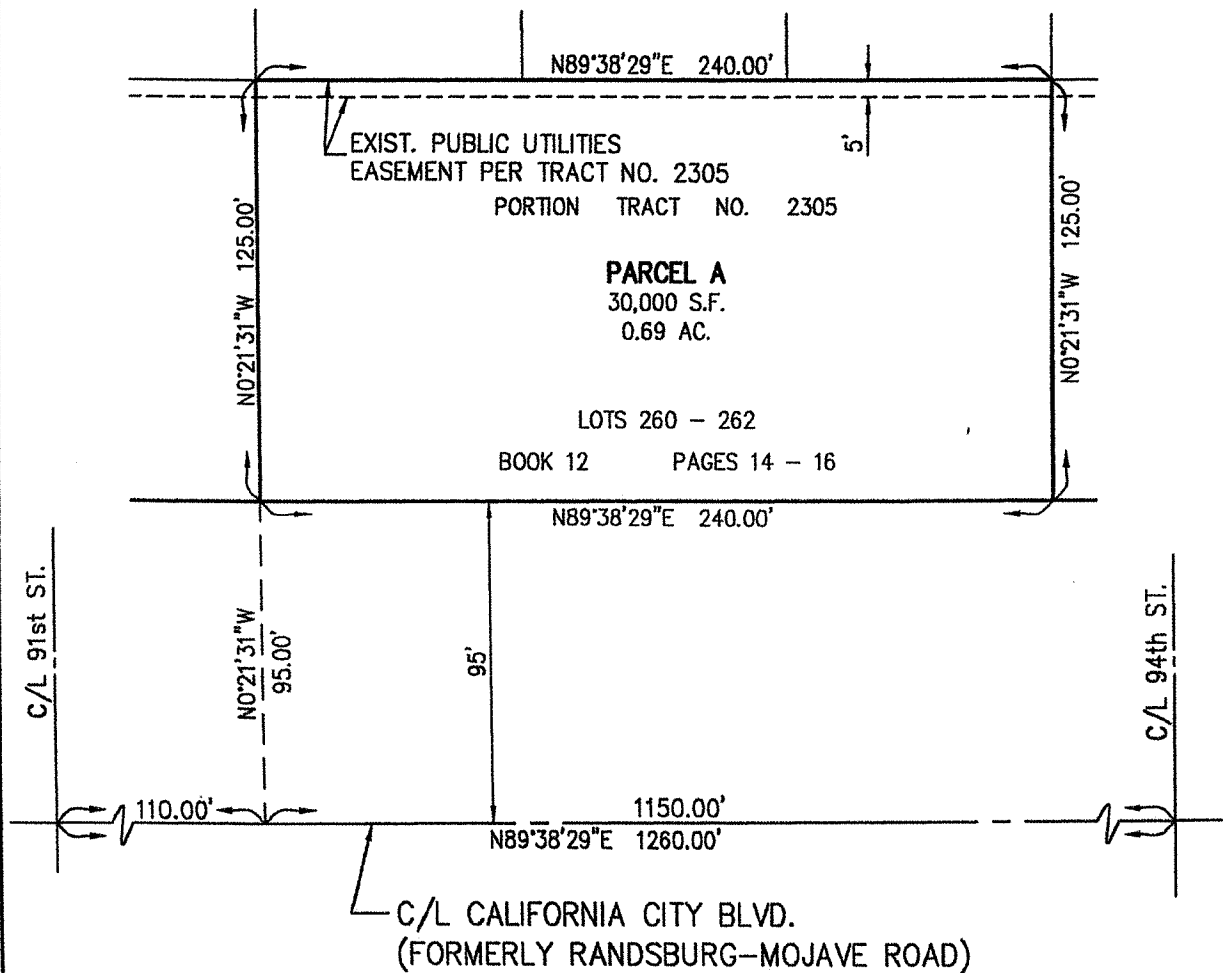 N89°38'29"E 240.00'
EXIST. PUBLIC UTILITIES
EASEMENT PER TRACT NO. 2305
5'
PORTION TRACT NO. 2305
N0°21'31"W 125.00'
PARCEL A
30,000 S.F.
0.69 AC.
N0°21'31"W 125.00'
LOTS 260 – 262
BOOK 12 PAGES 14 – 16
N89°38'29"E 240.00'
C/L 91st ST.
N0°21'31"W
95.00'
95'
C/L 94th ST.
110.00'
1150.00'
N89°38'29"E 1260.00'
C/L CALIFORNIA CITY BLVD.
(FORMERLY RANDSBURG–MOJAVE ROAD)